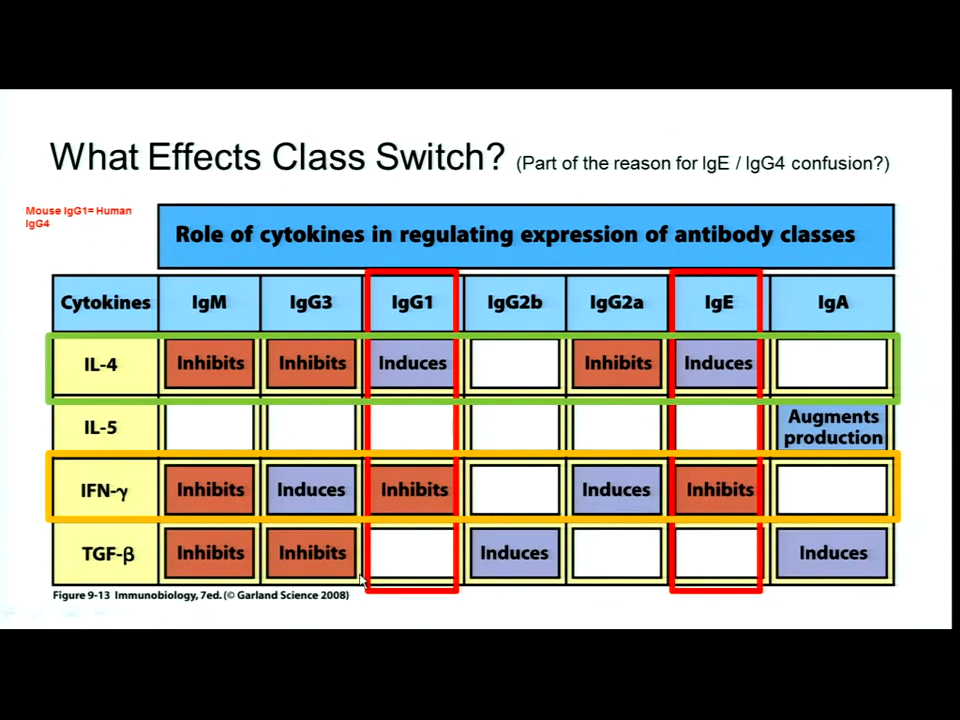 What Effects Class Switch? (Part of the reason for IgE / IgG4 confusion?)
Mouse IgG1= Human
IgG4
Role of cytokines in regulating expression of antibody classes
Cytokines IgM IgG3 IgG1 IgG2b IgG2a IgE IgA
IL-4 Inhibits Inhibits Induces Inhibits Induces
IL-5 Augments production
IFN-γ Inhibits Induces Inhibits Induces Inhibits
TGF-β Inhibits Inhibits Induces Induces
Figure 9-13 Immunobiology, 7ed. (© Garland Science 2008)